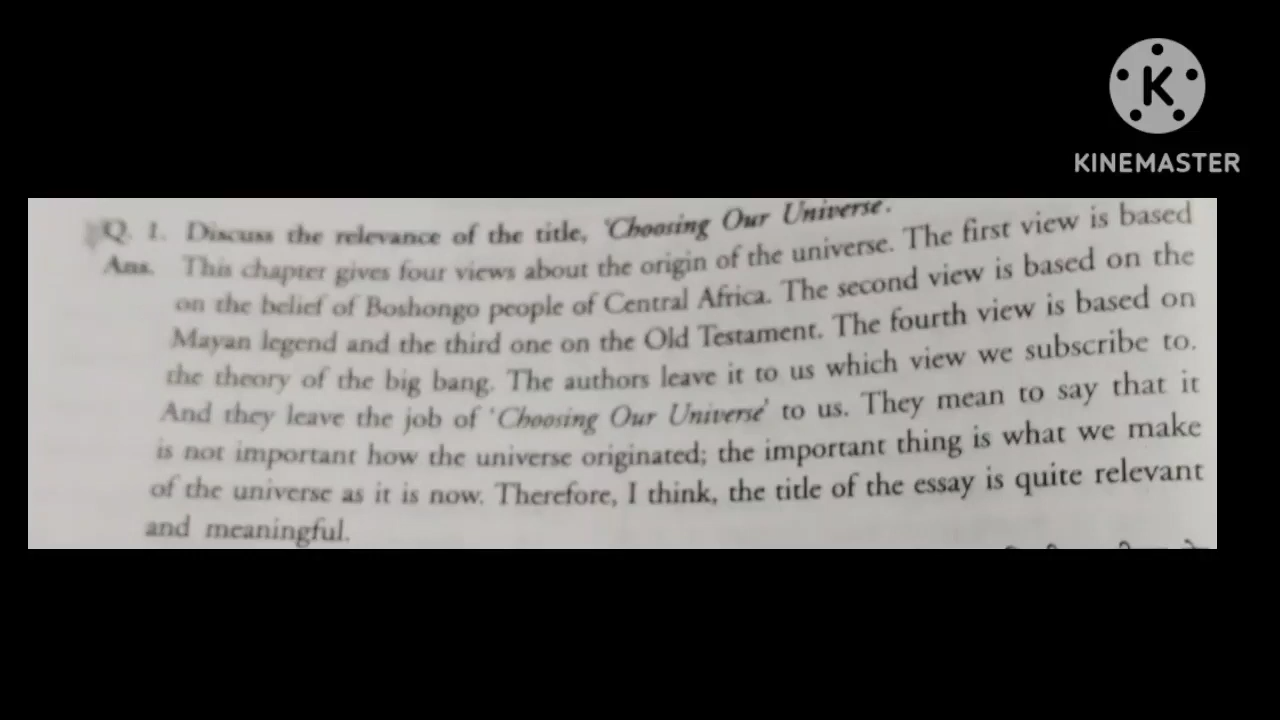 KINEMASTER
Q. 1. Discuss the relevance of the title, 'Choosing Our Universe'.
Ans. This chapter gives four views about the origin of the universe. The first view is based
on the belief of Boshongo people of Central Africa. The second view is based on the
Mayan legend and the third one on the Old Testament. The fourth view is based on
the theory of the big bang. The authors leave it to us which view we subscribe to.
And they leave the job of 'Choosing Our Universe' to us. They mean to say that it
is not important how the universe originated; the important thing is what we make
of the universe as it is now. Therefore, I think, the title of the essay is quite relevant
and meaningful.